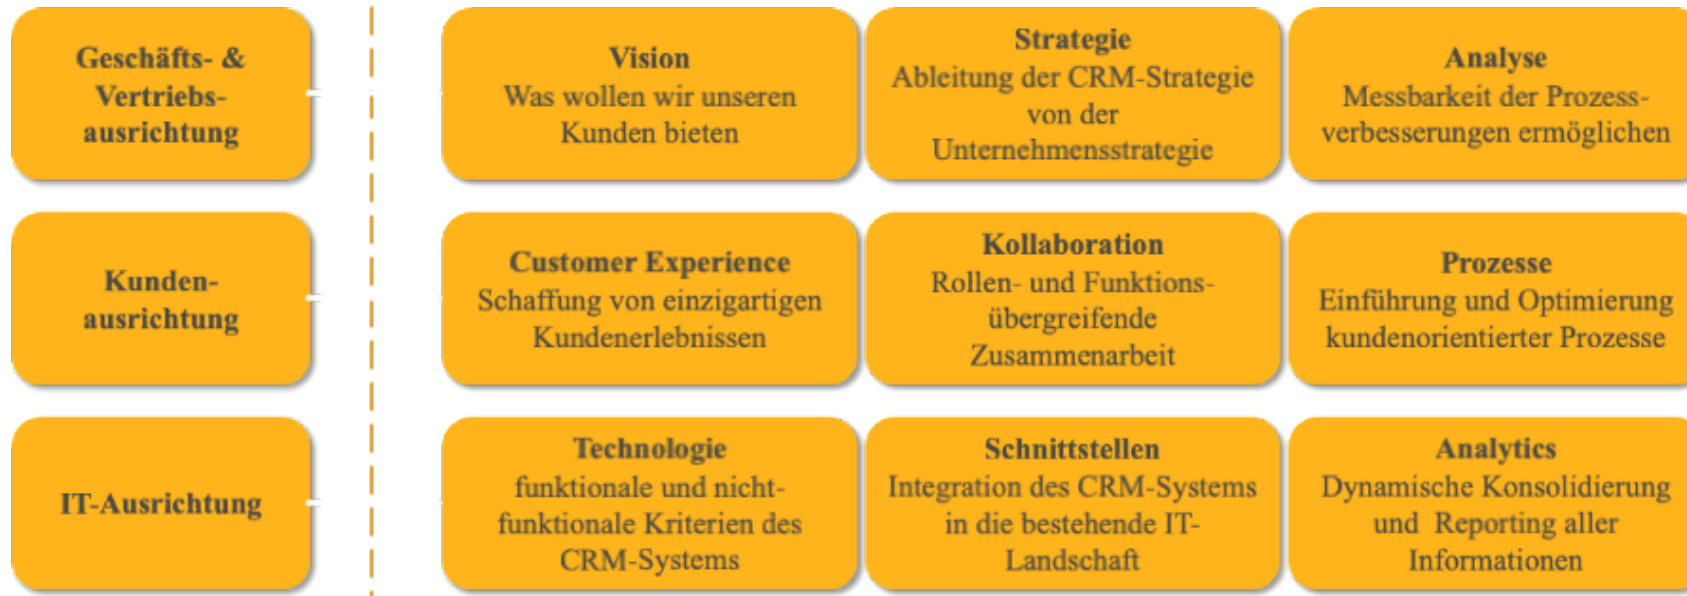 Geschäfts- &
Vertriebs-
ausrichtung
Vision
Was wollen wir unseren
Kunden bieten
Strategie
Ableitung der CRM-Strategie
von der
Unternehmensstrategie
Analyse
Messbarkeit der Prozess-
verbesserungen ermöglichen
Kunden-
ausrichtung
Customer Experience
Schaffung von einzigartigen
Kundenerlebnissen
Kollaboration
Rollen- und Funktions-
übergreifende
Zusammenarbeit
Prozesse
Einführung und Optimierung
kundenorientierter Prozesse
IT-Ausrichtung
Technologie
funktionale und nicht-
funktionale Kriterien des
CRM-Systems
Schnittstellen
Integration des CRM-Systems
in die bestehende IT-
Landschaft
Analytics
Dynamische Konsolidierung
und Reporting aller
Informationen